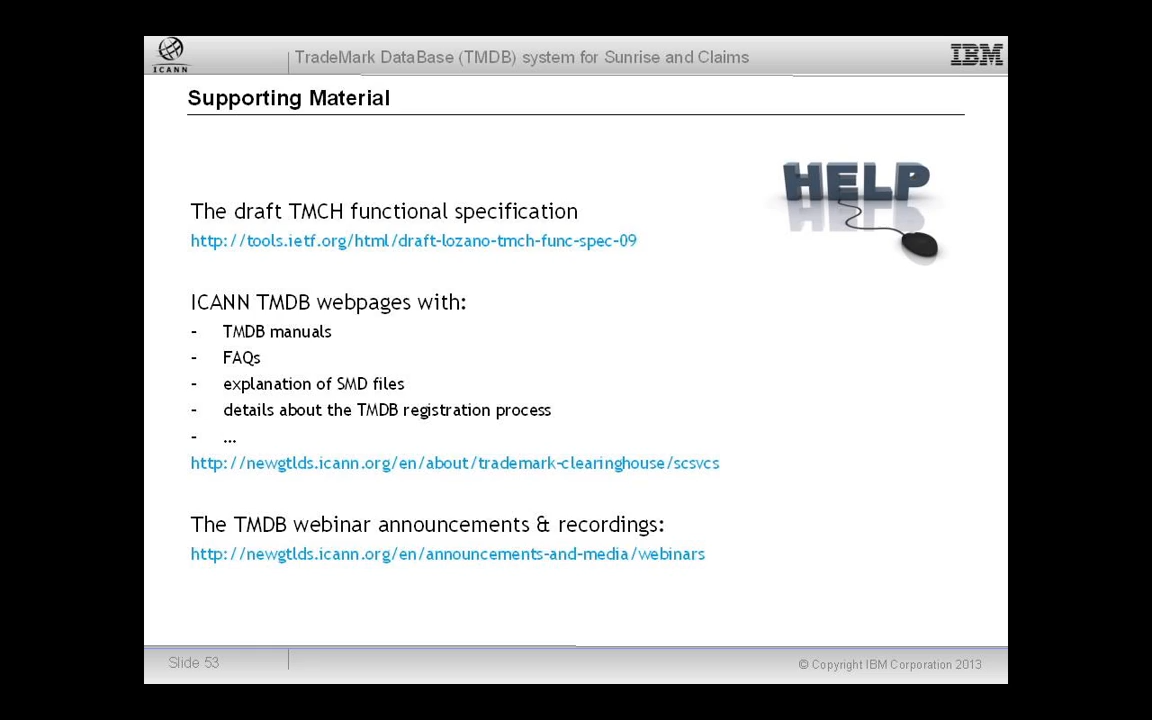 ICANN
TradeMark DataBase (TMDB) system for Sunrise and Claims
IBM
Supporting Material
HELP
The draft TMCH functional specification
http://tools.ietf.org/html/draft-lozano-tmch-func-spec-09
ICANN TMDB webpages with:
- TMDB manuals
- FAQs
- explanation of SMD files
- details about the TMDB registration process
- ...
http://newgtlds.icann.org/en/about/trademark-clearinghouse/scsvcs
The TMDB webinar announcements & recordings:
http://newgtlds.icann.org/en/announcements-and-media/webinars
Slide 53
© Copyright IBM Corporation 2013